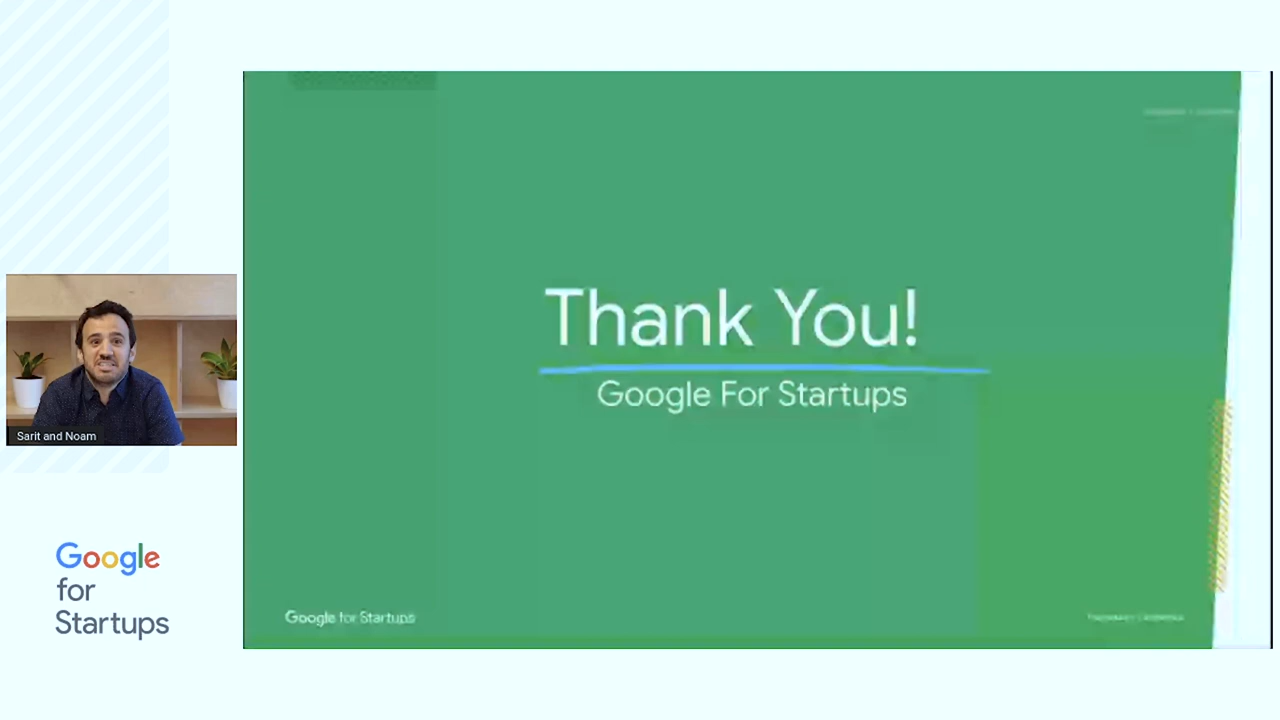 Thank You!
Google For Startups
Sarit and Noam
Google
for
Startups
Google for Startups